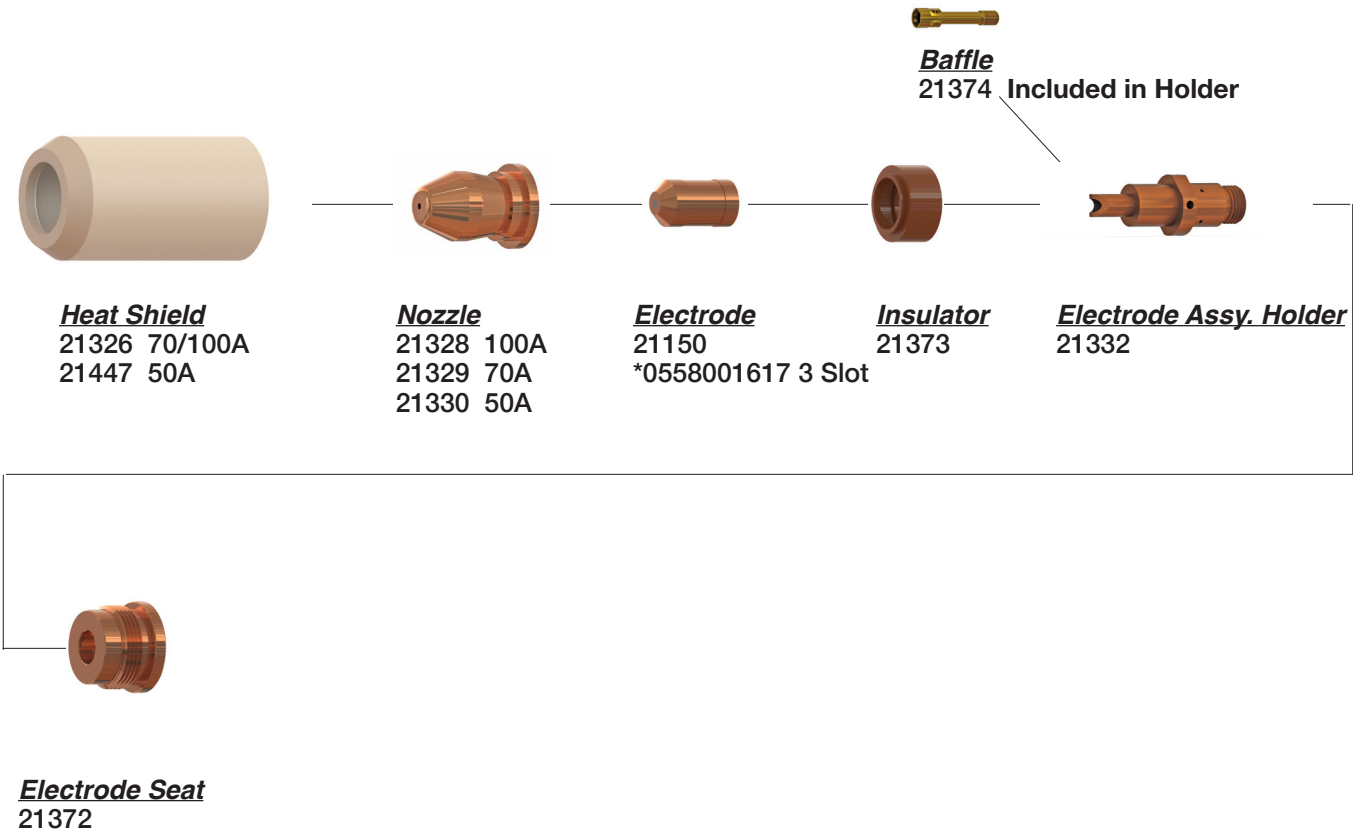 Baffle
21374 Included in Holder
Heat Shield
21326 70/100A
21447 50A
Nozzle
21328 100A
21329 70A
21330 50A
Electrode
21150
*0558001617 3 Slot
Insulator
21373
Electrode Assy. Holder
21332
Electrode Seat
21372